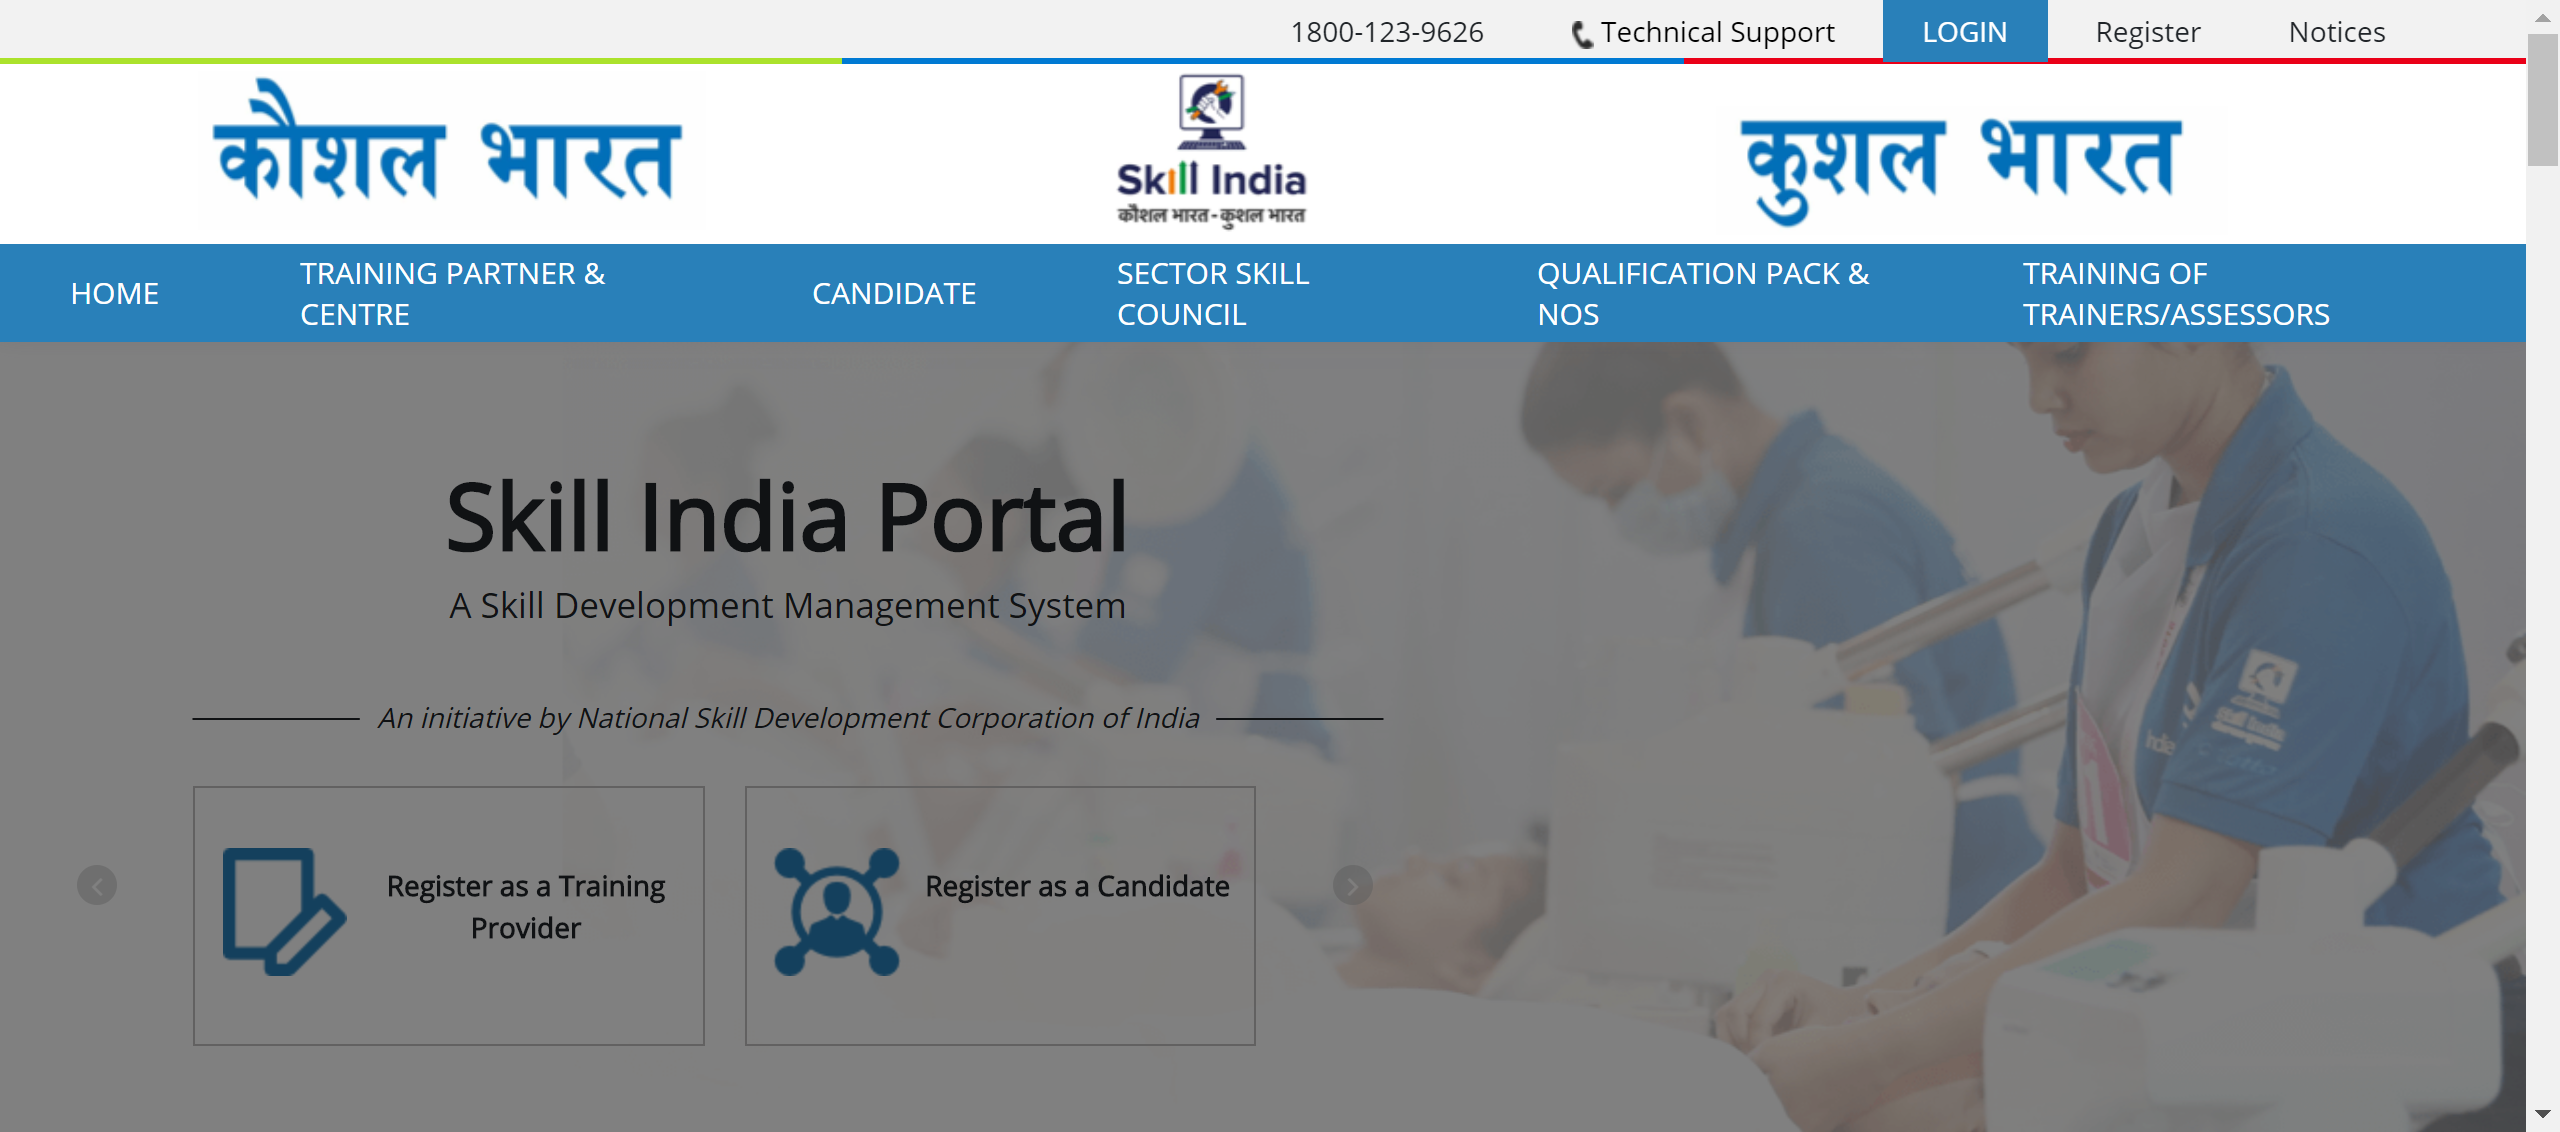 1800-123-9626 Technical Support LOGIN Register Notices
कौशल भारत
Skill India
कौशल भारत - कुशल भारत
कुशल भारत
HOME
TRAINING PARTNER &
CENTRE
CANDIDATE
SECTOR SKILL
COUNCIL
QUALIFICATION PACK &
NOS
TRAINING OF
TRAINERS/ASSESSORS
Skill India Portal
A Skill Development Management System
An initiative by National Skill Development Corporation of India
Register as a Training
Provider
Register as a Candidate
Skill India